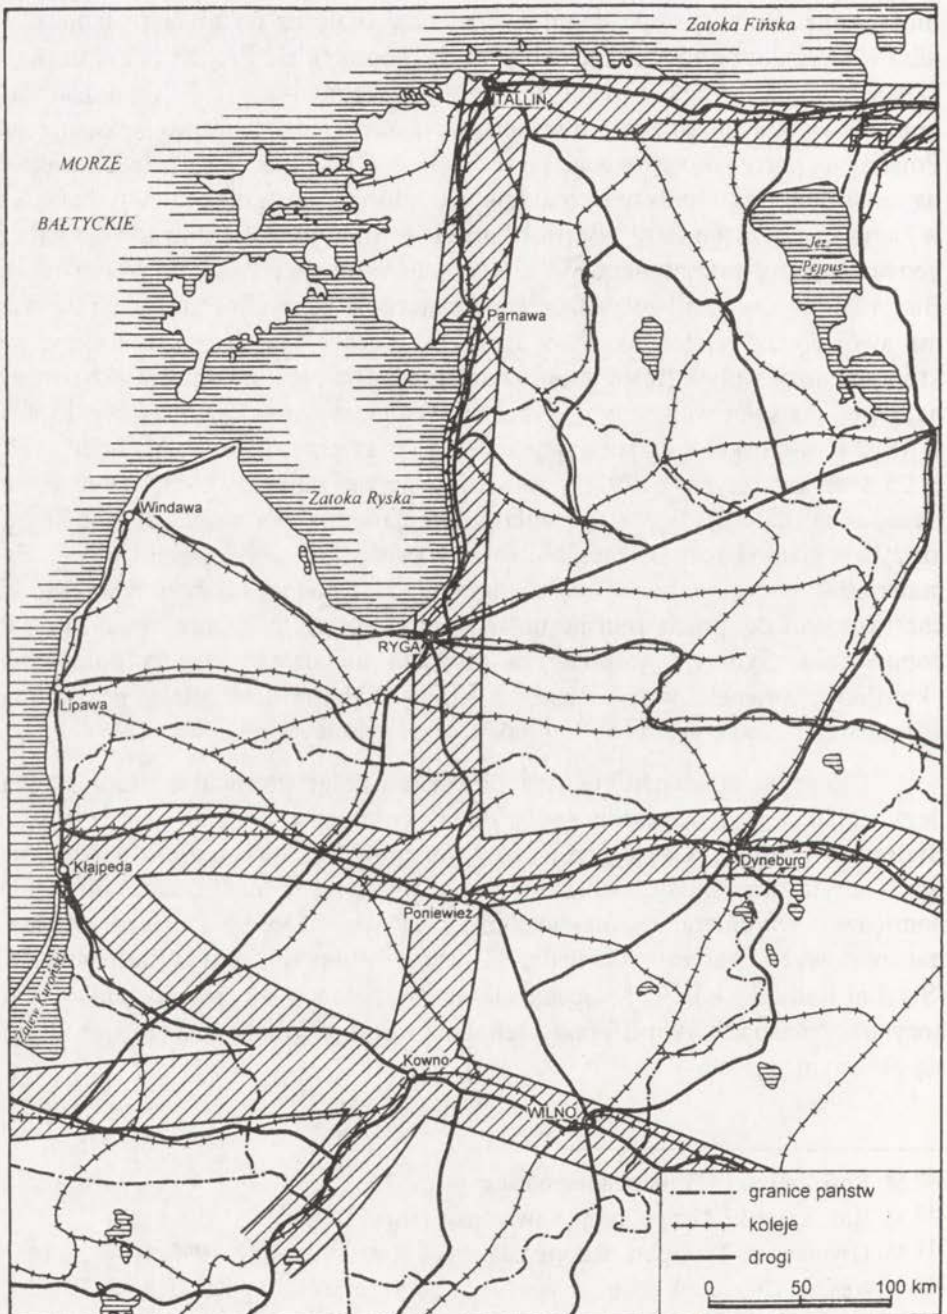 Zatoka Fińska
TALLIN
MORZE
BAŁTYCKIE
Jez.
Pejpus
Parnawa
Zatoka Ryska
Windawa
RYGA
Lipawa
Kłajpeda
Dyneburg
Poniewież
Zalew Kuroński
Kowno
WILNO
granice państw
koleje
drogi
0 50 100 km